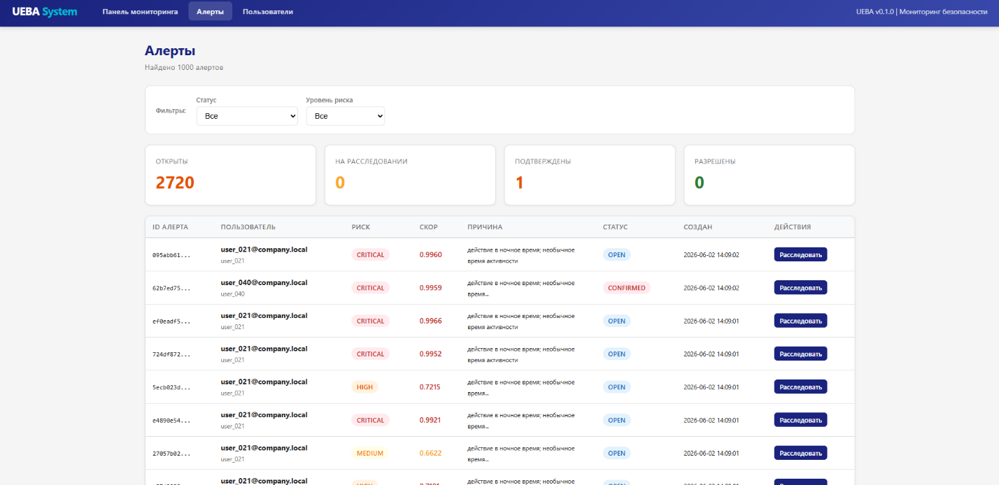 UEBA System Панель мониторинга Алерты Пользователи UEBA v0.1.0 | Мониторинг безопасности
Алерты
Найдено 1000 алертов
Фильтры:
Статус Уровень риска
Все Все
ОТКРЫТЫ НА РАССЛЕДОВАНИИ ПОДТВЕРЖДЕНЫ РАЗРЕШЕНЫ
2720 0 1 0
ID АЛЕРТА ПОЛЬЗОВАТЕЛЬ РИСК СКОР ПРИЧИНА СТАТУС СОЗДАН ДЕЙСТВИЯ
095abb61... user_021@company.local CRITICAL 0.9960 действие в ночное время; необычное OPEN 2026-06-02 14:09:02 Расследовать
user_021 время активности
62b7ed75... user_040@company.local CRITICAL 0.9959 действие в ночное время; необычное CONFIRMED 2026-06-02 14:09:02 Расследовать
user_040 время...
ef0eadf5... user_021@company.local CRITICAL 0.9966 действие в ночное время; необычное OPEN 2026-06-02 14:09:01 Расследовать
user_021 время активности
724df872... user_021@company.local CRITICAL 0.9952 действие в ночное время; необычное OPEN 2026-06-02 14:09:01 Расследовать
user_021 время активности
5ecb023d... user_021@company.local HIGH 0.7215 действие в ночное время; необычное OPEN 2026-06-02 14:09:01 Расследовать
user_021 время...
e4890e54... user_021@company.local CRITICAL 0.9921 действие в ночное время; необычное OPEN 2026-06-02 14:09:01 Расследовать
user_021 время...
27057b02... user_021@company.local MEDIUM 0.6622 действие в ночное время; необычное OPEN 2026-06-02 14:09:01 Расследовать
user_021 время...
user_021@company.local действие в ночное время; необычное